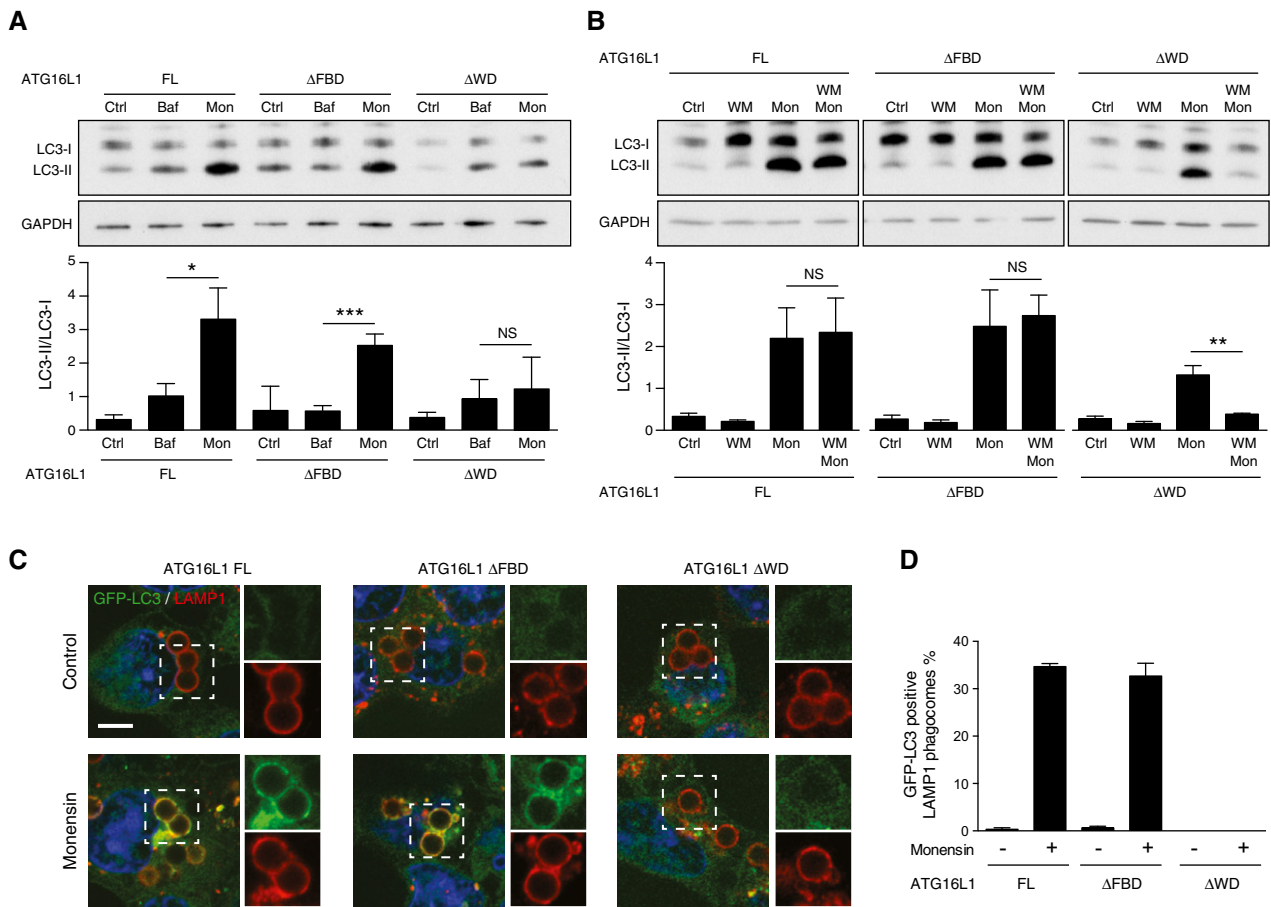 A
ATG16L1 FL ΔFBD ΔWD
Ctrl Baf Mon Ctrl Baf Mon Ctrl Baf Mon
LC3-I
LC3-II
GAPDH
LC3-II/LC3-I
5
4
3
2
1
0
* *** NS
Ctrl Baf Mon Ctrl Baf Mon Ctrl Baf Mon
ATG16L1 FL ΔFBD ΔWD
B
ATG16L1 FL ΔFBD ΔWD
WM WM WM
Ctrl WM Mon Mon Ctrl WM Mon Mon Ctrl WM Mon Mon
LC3-I
LC3-II
GAPDH
LC3-II/LC3-I
4
3
2
1
0
NS NS **
Ctrl WM Mon WM Ctrl WM Mon WM Ctrl WM Mon WM
Mon Mon Mon
ATG16L1 FL ΔFBD ΔWD
C
ATG16L1 FL ATG16L1 ΔFBD ATG16L1 ΔWD
GFP-LC3 / LAMP1
Control
Monensin
D
GFP-LC3 positive
LAMP1 phagocomes %
40
30
20
10
0
Monensin - + - + - +
ATG16L1 FL ΔFBD ΔWD